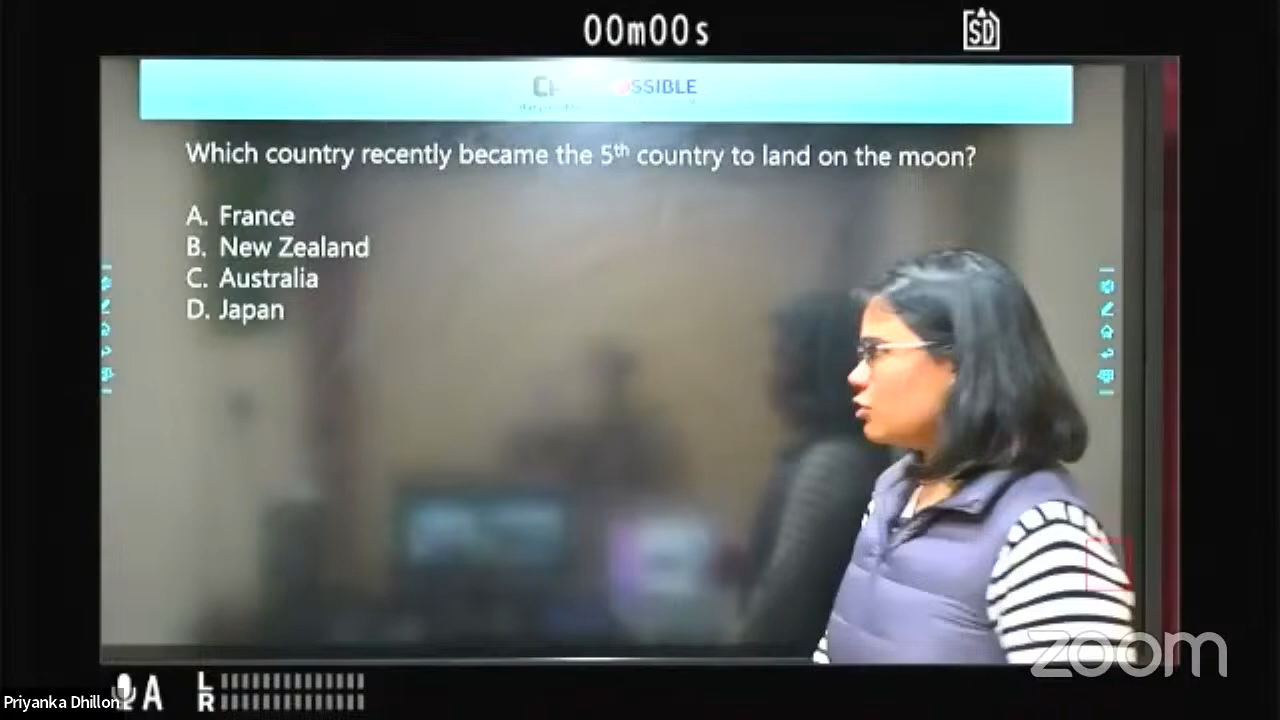 00m00s
SD
SSIBLE
Which country recently became the 5th country to land on the moon?
A. France
B. New Zealand
C. Australia
D. Japan
zoom
A
L
R
Priyanka Dhillon